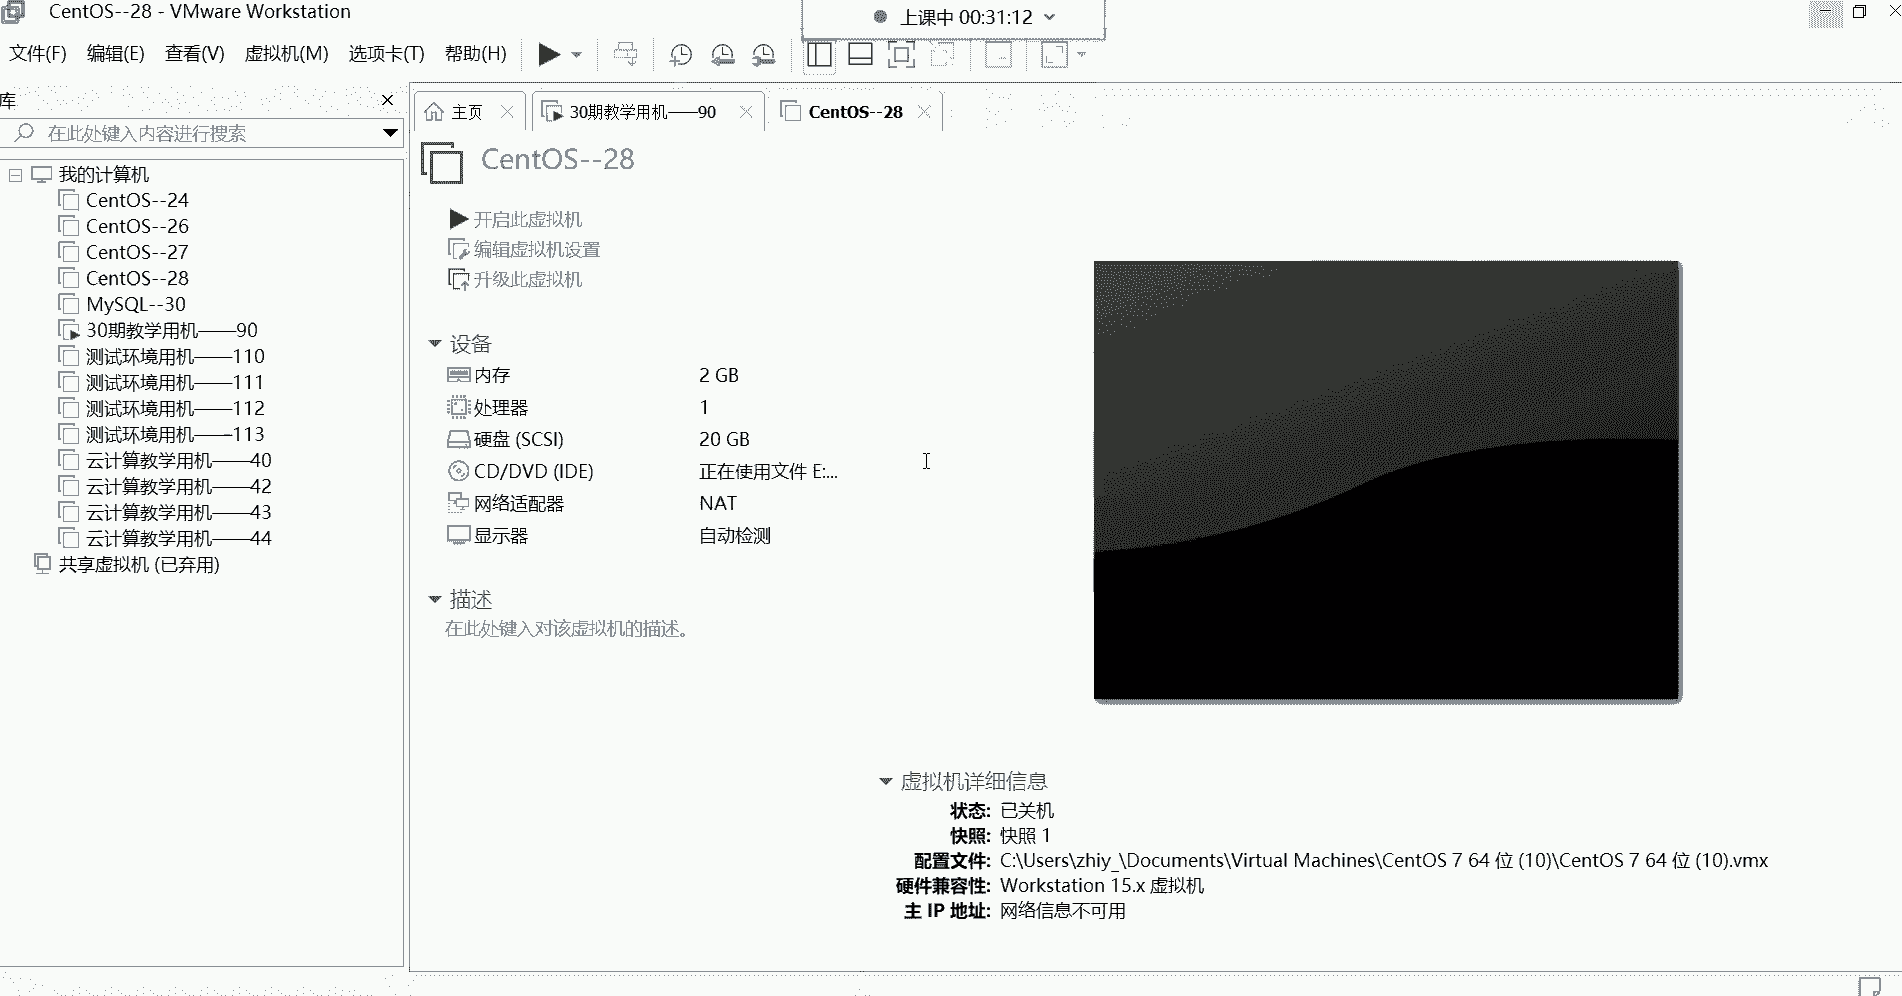 CentOS--28 - VMware Workstation
上课中 00:31:12
文件(F) 编辑(E) 查看(V) 虚拟机(M) 选项卡(T) 帮助(H)
库
在此处键入内容进行搜索
我的计算机
CentOS--24
CentOS--26
CentOS--27
CentOS--28
MySQL--30
30期教学用机——90
测试环境用机——110
测试环境用机——111
测试环境用机——112
测试环境用机——113
云计算教学用机——40
云计算教学用机——42
云计算教学用机——43
云计算教学用机——44
共享虚拟机 (已弃用)
主页 30期教学用机——90 CentOS--28
CentOS--28
开启此虚拟机
编辑虚拟机设置
升级此虚拟机
设备
内存 2 GB
处理器 1
硬盘 (SCSI) 20 GB
CD/DVD (IDE) 正在使用文件 E:...
网络适配器 NAT
显示器 自动检测
描述
在此处键入对该虚拟机的描述。
虚拟机详细信息
状态: 已关机
快照: 快照 1
配置文件: C:\Users\zhiy_\Documents\Virtual Machines\CentOS 7 64 位 (10)\CentOS 7 64 位 (10).vmx
硬件兼容性: Workstation 15.x 虚拟机
主 IP 地址: 网络信息不可用